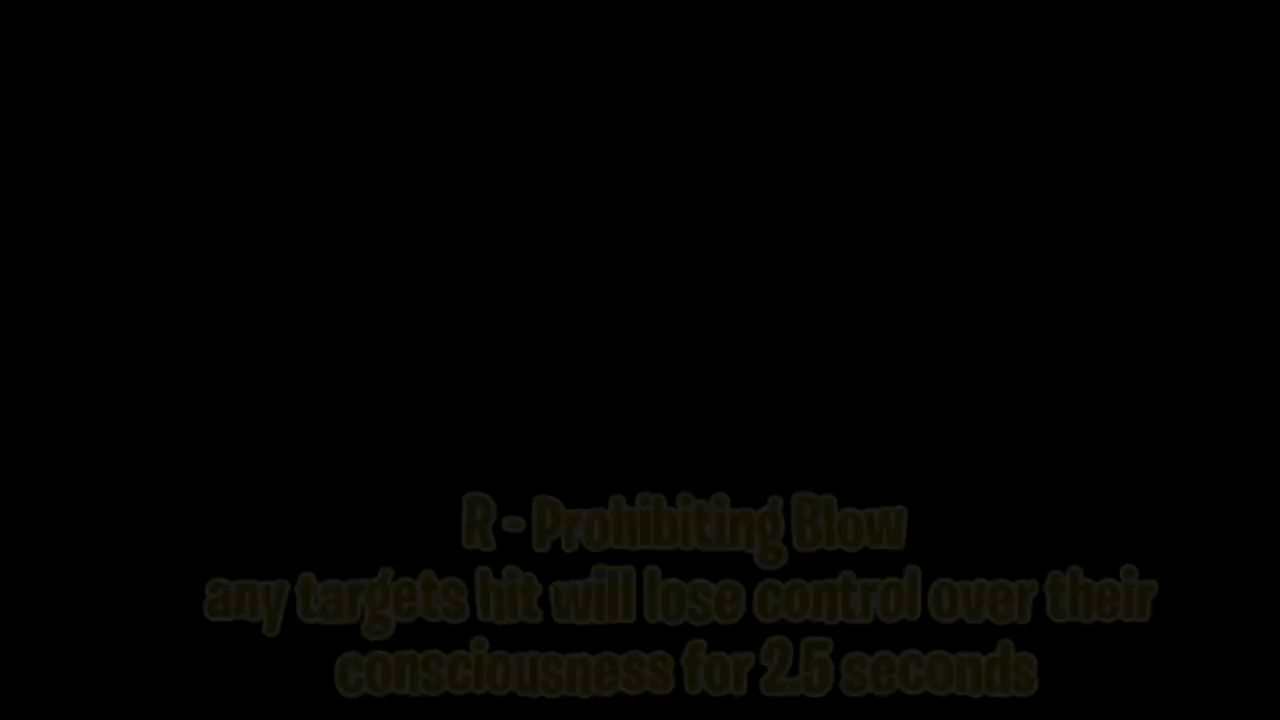 R - Prohibiting Blow
any targets hit will lose control over their
consciousness for 2.5 seconds